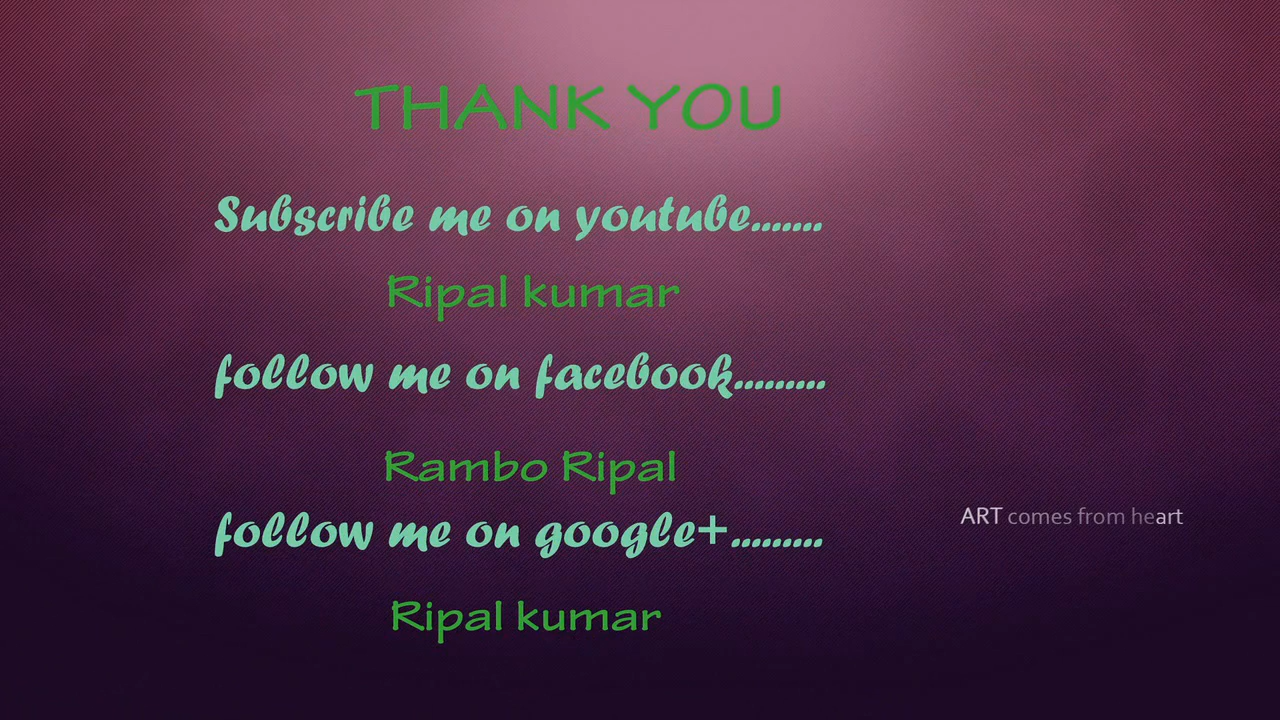 THANK YOU
Subscribe me on youtube.......
Ripal kumar
follow me on facebook.........
Rambo Ripal
ART comes from heart
follow me on google+.........
Ripal kumar